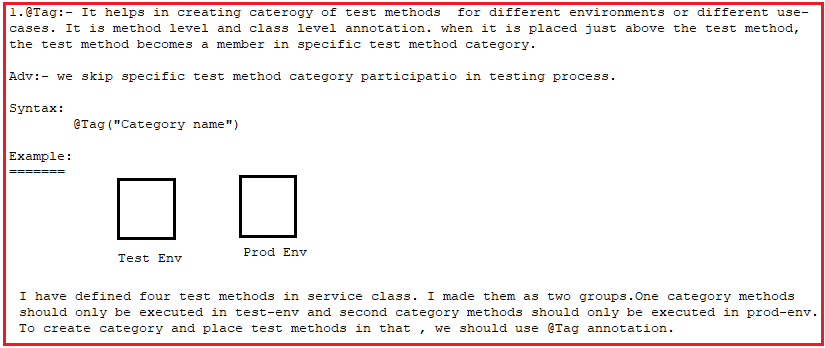 1.@Tag:- It helps in creating caterogy of test methods  for different environments or different use-
cases. It is method level and class level annotation. when it is placed just above the test method,
the test method becomes a member in specific test method category.
Adv:- we skip specific test method category participatio in testing process.
Syntax:
@Tag("Category name")
Example:
=======
Test Env
Prod Env
I have defined four test methods in service class. I made them as two groups.One category methods
should only be executed in test-env and second category methods should only be executed in prod-env.
To create category and place test methods in that , we should use @Tag annotation.